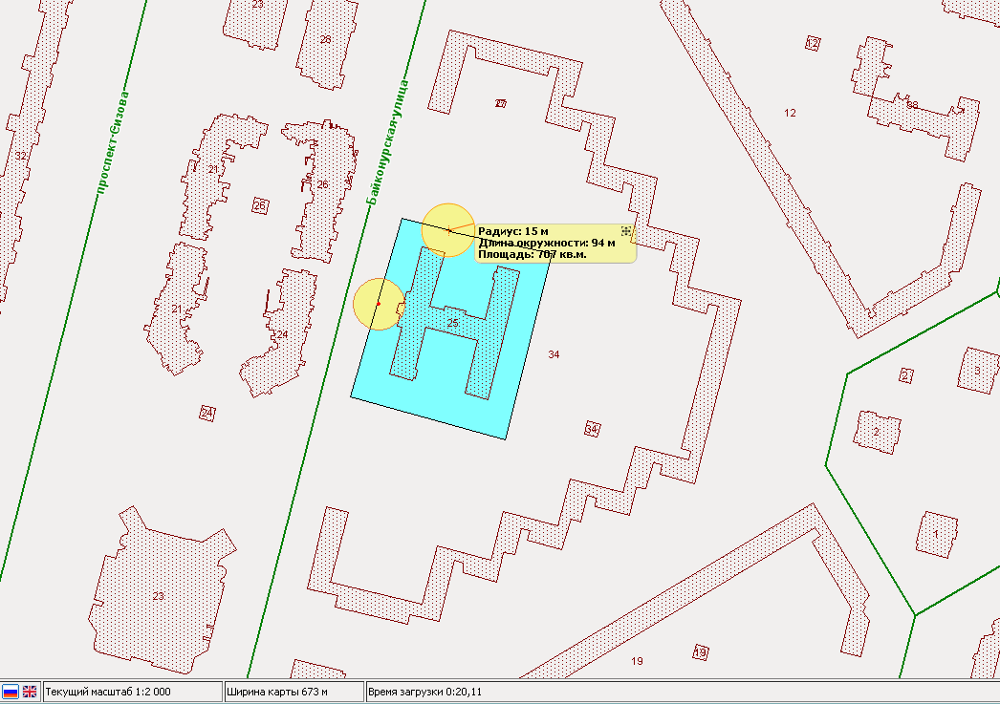 23
28
27
12
12
38
32
проспект Сизова
Байконурская улица
21
26
26
Радиус: 15 м
Длина окружности: 94 м
Площадь: 707 кв.м.
21
24
25
34
2
3
24
34
2
1
23
19
19
Текущий масштаб 1:2 000
Ширина карты 673 м
Время загрузки 0:20,11